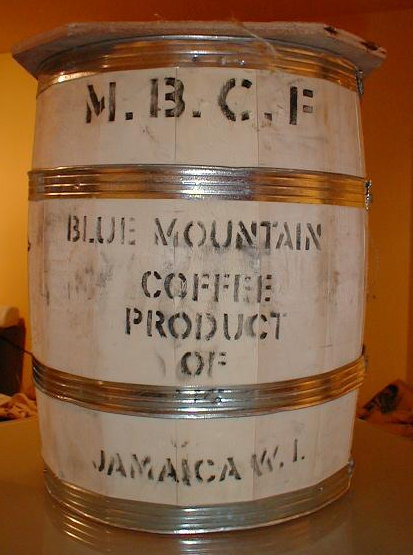 M.B.C.F
BLUE MOUNTAIN
COFFEE
PRODUCT
OF
JAMAICA W.I.